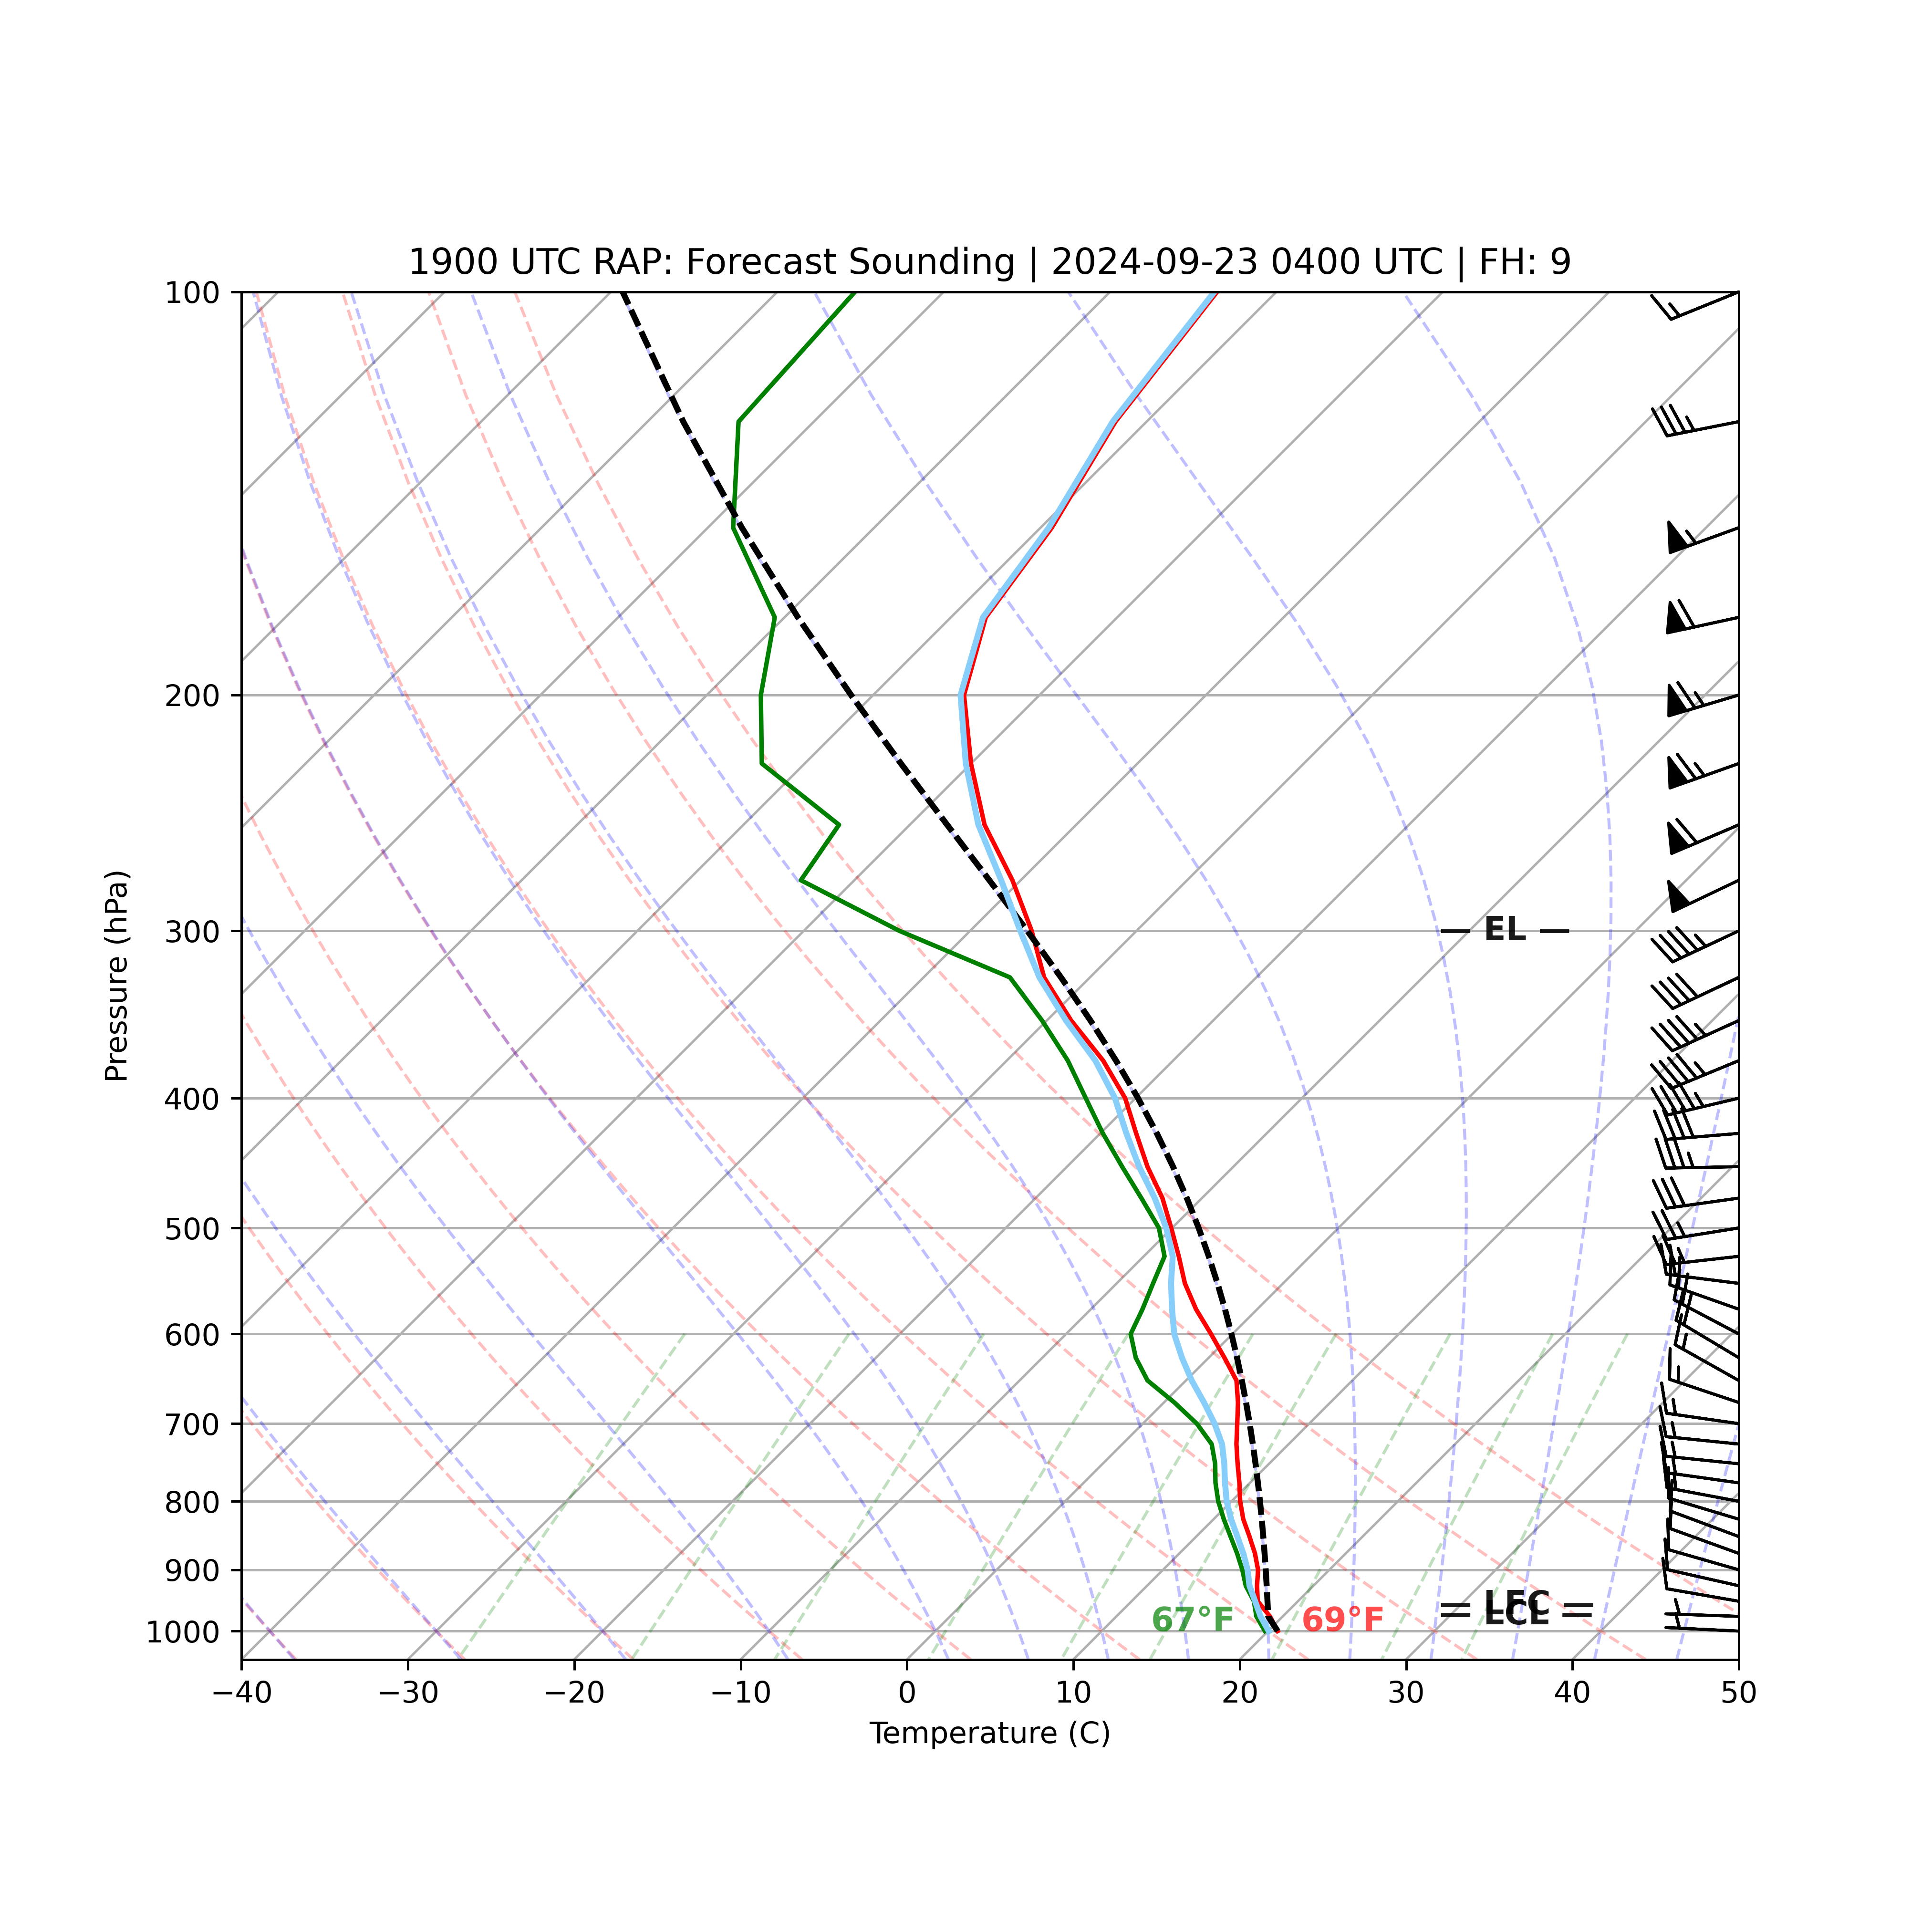 1900 UTC RAP: Forecast Sounding | 2024-09-23 0400 UTC | FH: 9
100
200
300
400
500
600
700
800
900
1000
Pressure (hPa)
— EL —
— LFC —
— LCL —
67°F
69°F
−40 −30 −20 −10 0 10 20 30 40 50
Temperature (C)